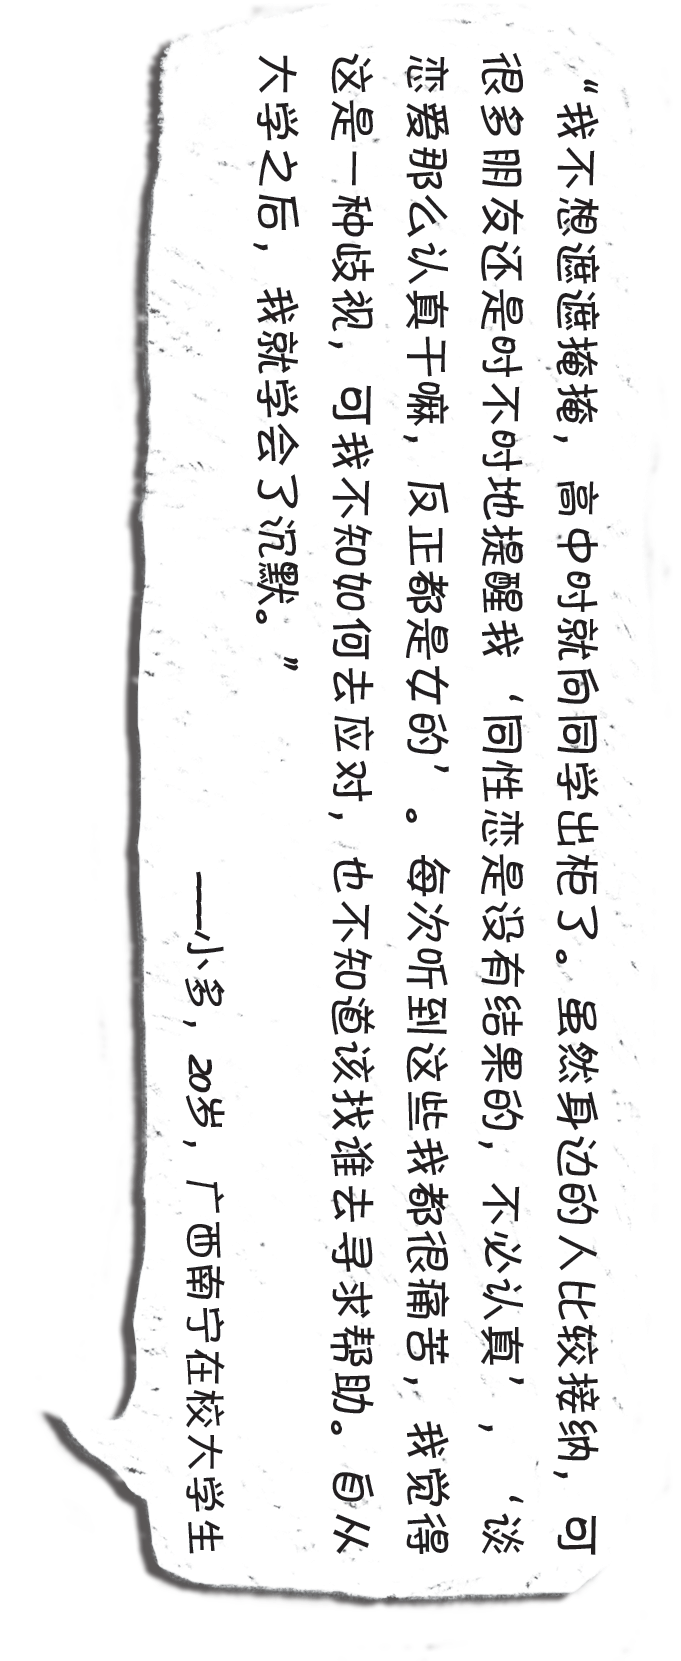 “我不想遮遮掩掩，高中时就向同学出柜了。虽然身边的人比较接纳，可
很多朋友还是时不时地提醒我‘同性恋是没有结果的，不必认真’，‘谈
恋爱那么认真干嘛，反正都是女的’。每次听到这些我都很痛苦，我觉得
这是一种歧视，可我不知如何去应对，也不知道该找谁去寻求帮助。自从
大学之后，我就学会了沉默。”
——小多，20岁，广西南宁在校大学生